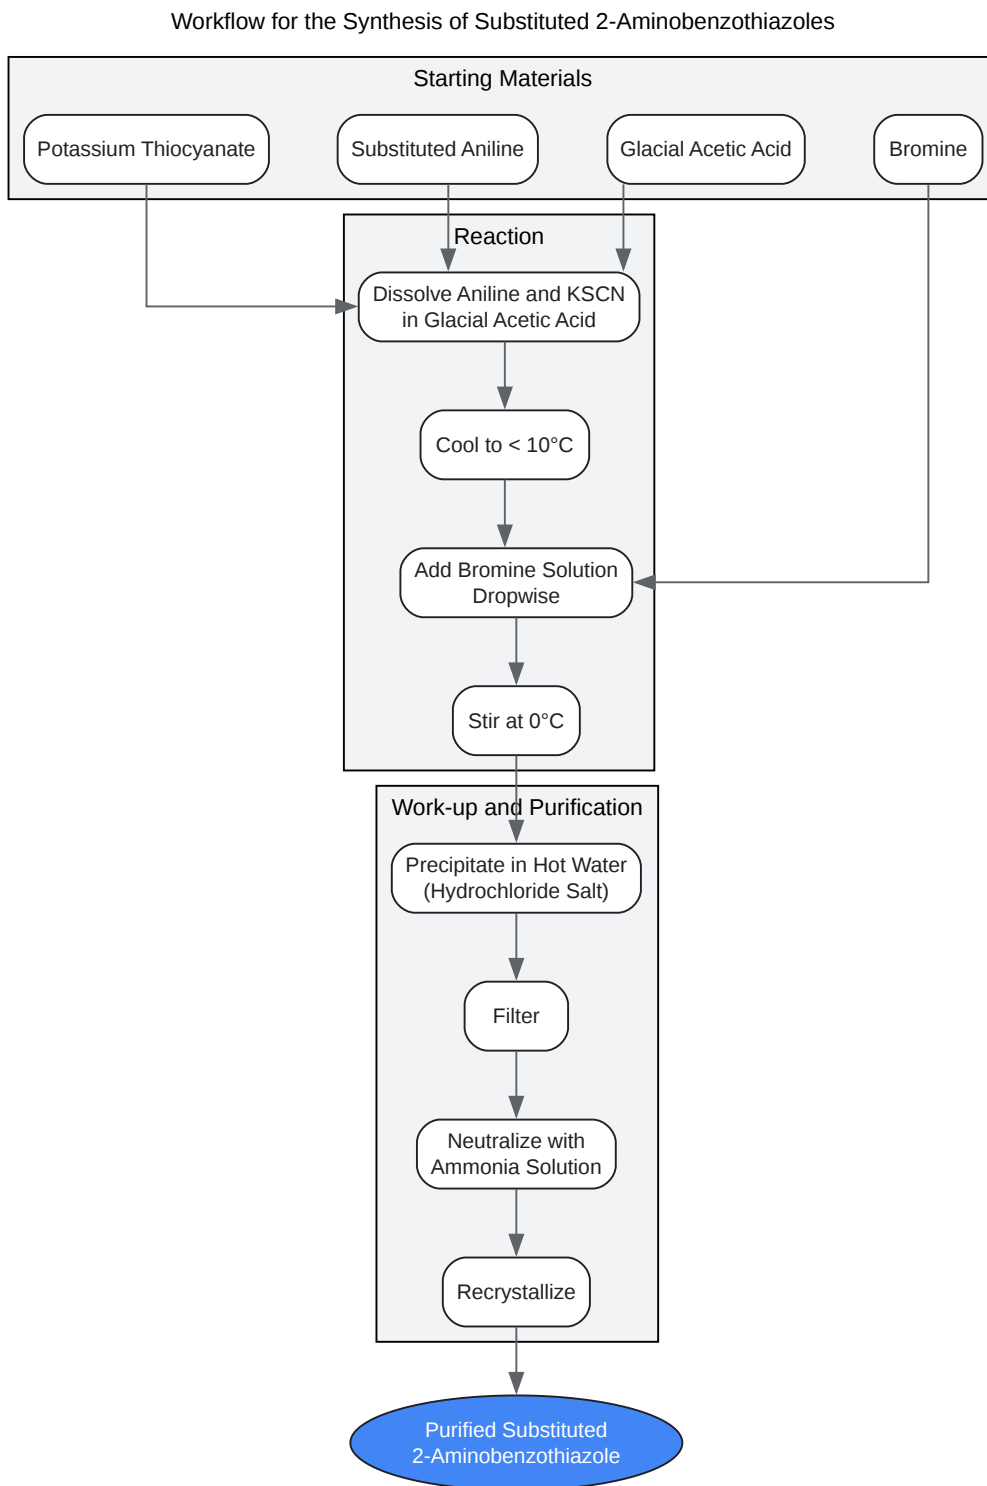 Workflow for the Synthesis of Substituted 2-Aminobenzothiazoles
Starting Materials
Potassium Thiocyanate
Substituted Aniline
Glacial Acetic Acid
Bromine
Reaction
Dissolve Aniline and KSCN
in Glacial Acetic Acid
Cool to < 10°C
Add Bromine Solution
Dropwise
Stir at 0°C
Work-up and Purification
Precipitate in Hot Water
(Hydrochloride Salt)
Filter
Neutralize with
Ammonia Solution
Recrystallize
Purified Substituted
2-Aminobenzothiazole